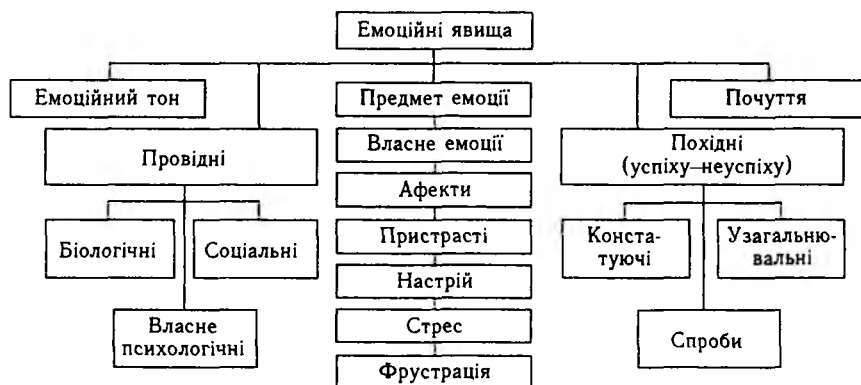 Емоційні явища
Емоційний тон
Предмет емоції
Почуття
Провідні
Власне емоції
Похідні
(успіху–неуспіху)
Афекти
Біологічні
Соціальні
Пристрасті
Конста-
туючі
Узагальню-
вальні
Настрій
Власне
психологічні
Стрес
Спроби
Фрустрація